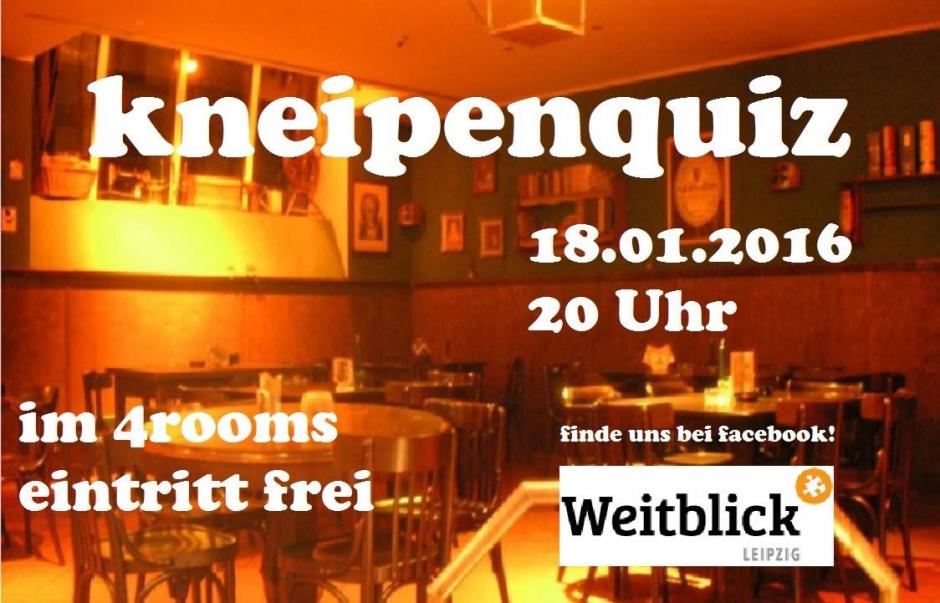 kneipenquiz
18.01.2016
20 Uhr
im 4rooms
eintritt frei
finde uns bei facebook!
Weitblick
LEIPZIG